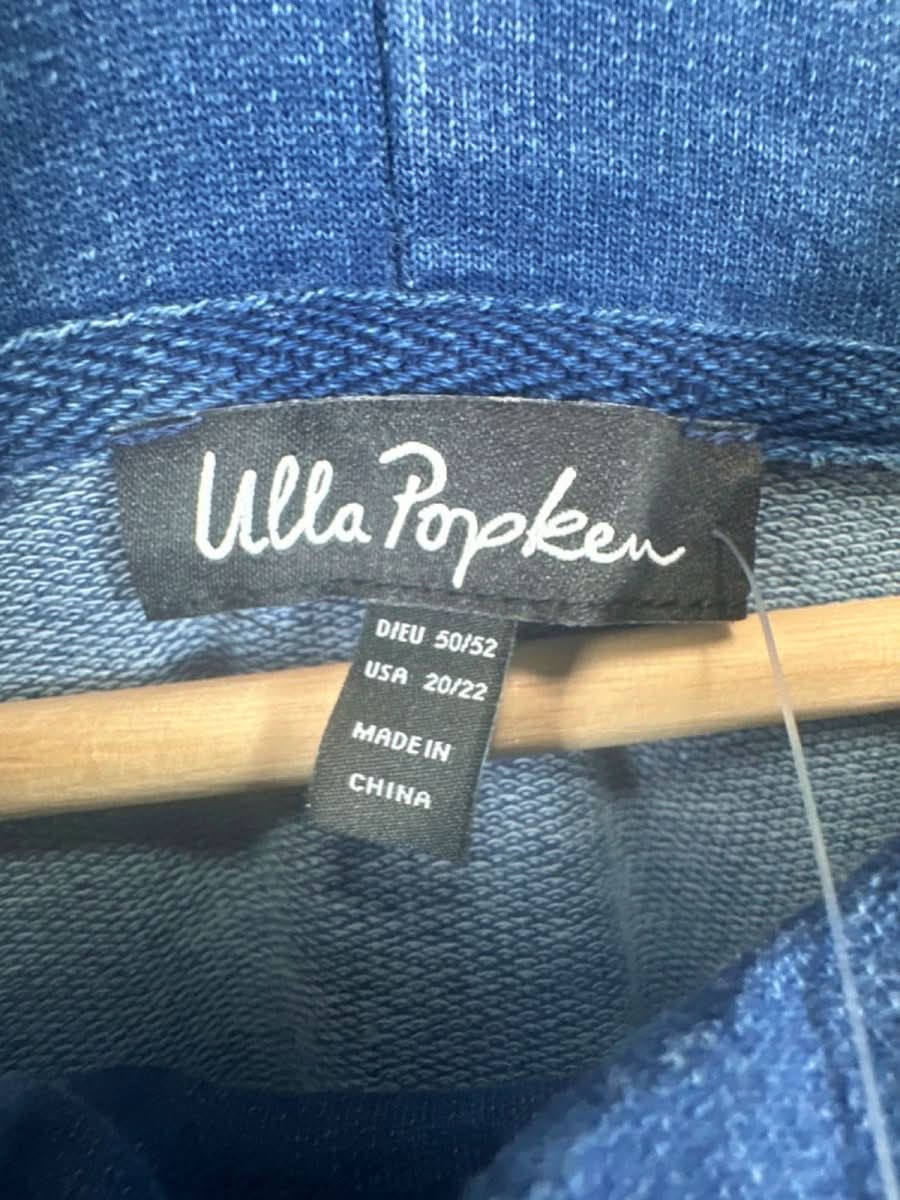 Ulla Popken
D/EU 50/52
USA 20/22
MADE IN
CHINA